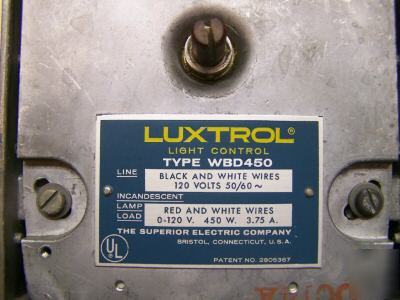 LUXTROL®
LIGHT CONTROL
TYPE WBD450
LINE
BLACK AND WHITE WIRES
120 VOLTS 50/60 ~
INCANDESCENT
LAMP
LOAD
RED AND WHITE WIRES
0-120 V. 450 W. 3.75 A.
THE SUPERIOR ELECTRIC COMPANY
BRISTOL, CONNECTICUT, U.S.A.
UL
PATENT NO. 2805367